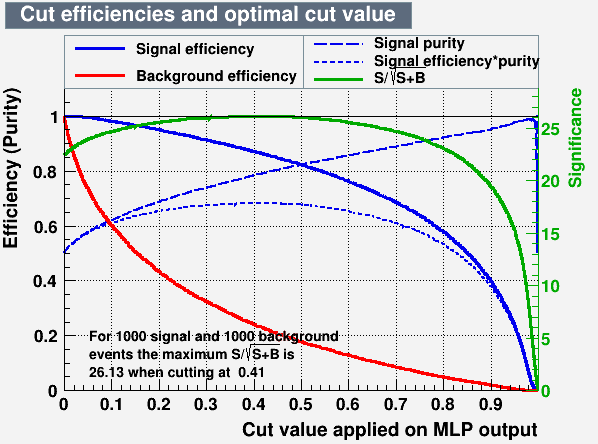 Cut efficiencies and optimal cut value
Signal efficiency
Background efficiency
Signal purity
Signal efficiency*purity
S/√S+B
Efficiency (Purity)
1
0.8
0.6
0.4
0.2
0
0 0.1 0.2 0.3 0.4 0.5 0.6 0.7 0.8 0.9
Cut value applied on MLP output
Significance
25
20
15
10
5
0
For 1000 signal and 1000 background
events the maximum S/√S+B is
26.13 when cutting at 0.41